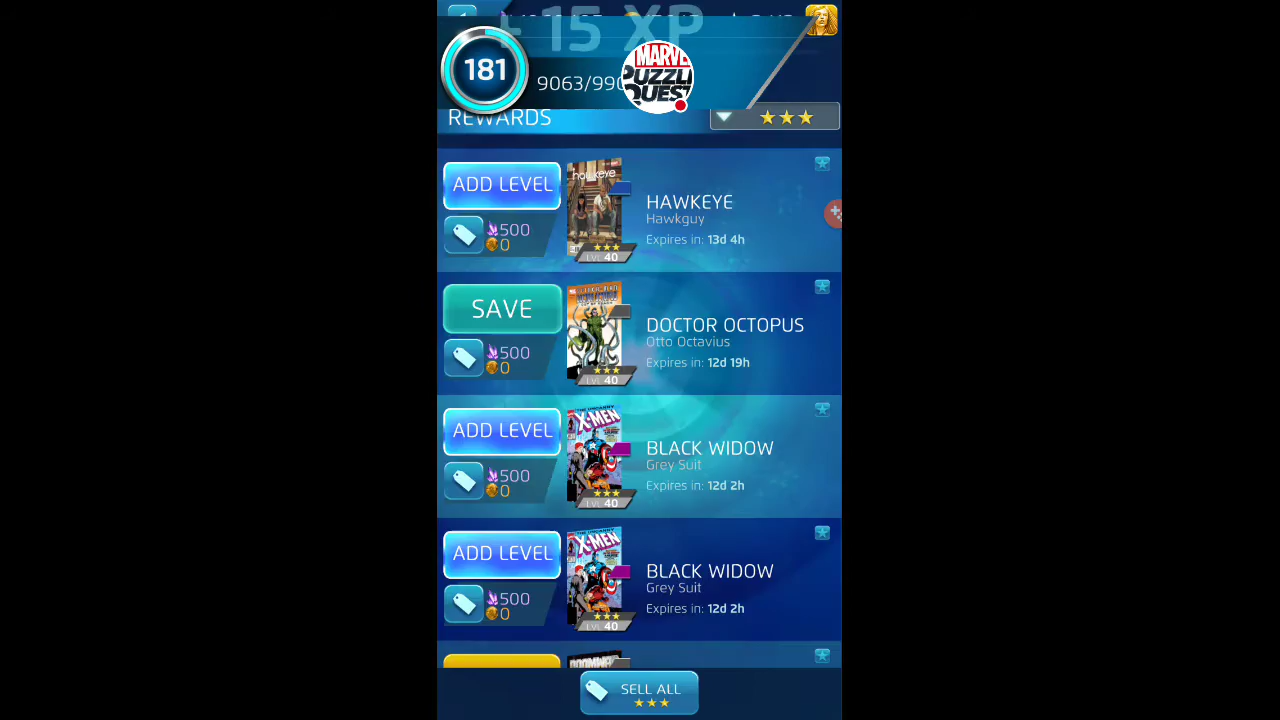 + 15 XP
181
9063/990
MARVEL
PUZZLE
QUEST
REWARDS
ADD LEVEL
500
0
hawkeye
LVL 40
HAWKEYE
Hawkguy
Expires in: 13d 4h
SAVE
500
0
LVL 40
DOCTOR OCTOPUS
Otto Octavius
Expires in: 12d 19h
ADD LEVEL
500
0
X-MEN
LVL 40
BLACK WIDOW
Grey Suit
Expires in: 12d 2h
ADD LEVEL
500
0
X-MEN
LVL 40
BLACK WIDOW
Grey Suit
Expires in: 12d 2h
SELL ALL